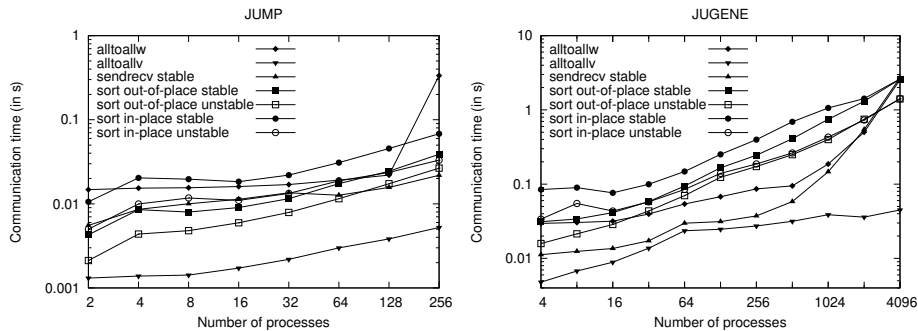 JUMP
Communication time (in s)
1
0.1
0.01
0.001
alltoallw
alltoallv
sendrecv stable
sort out-of-place stable
sort out-of-place unstable
sort in-place stable
sort in-place unstable
2 4 8 16 32 64 128 256
Number of processes
JUGENE
Communication time (in s)
10
1
0.1
0.01
alltoallw
alltoallv
sendrecv stable
sort out-of-place stable
sort out-of-place unstable
sort in-place stable
sort in-place unstable
4 16 64 256 1024 4096
Number of processes